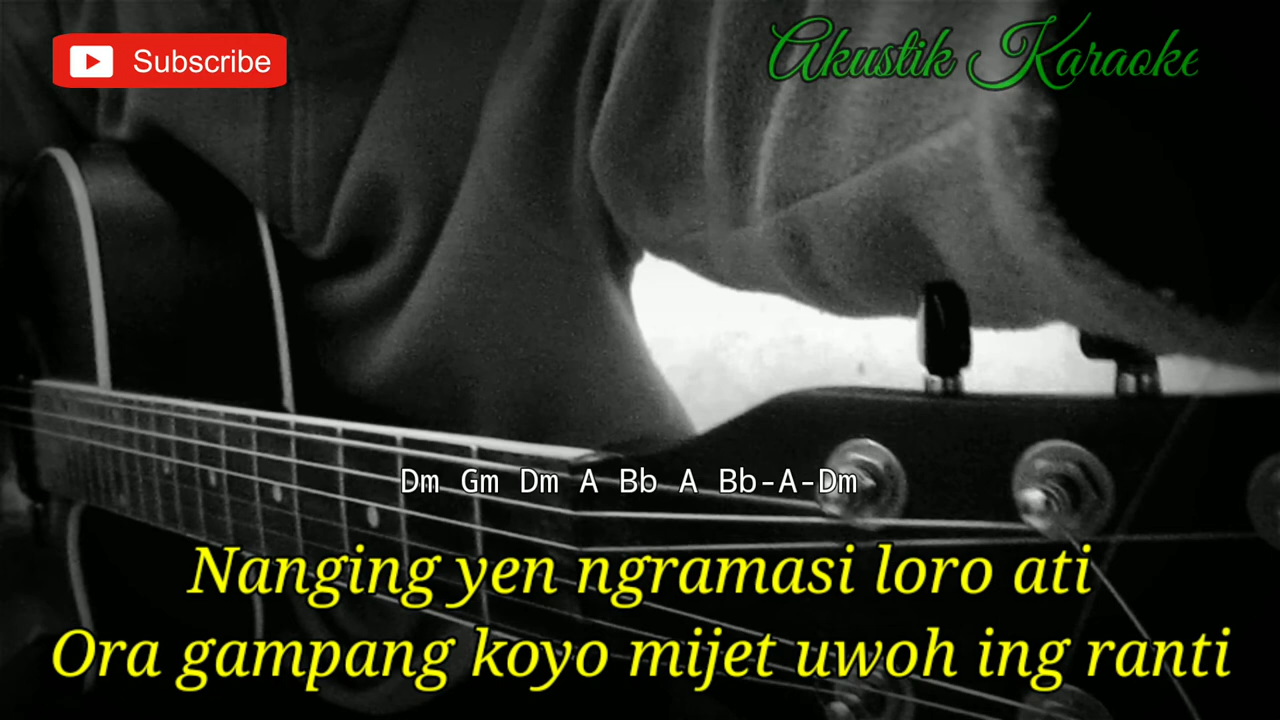 Subscribe
Akustik Karaoke
Dm Gm Dm A Bb A Bb-A-Dm
Nanging yen ngramasi loro ati
Ora gampang koyo mijet uwoh ing ranti